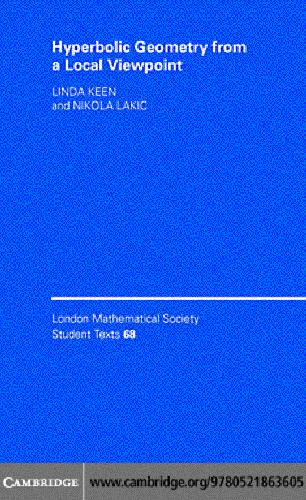 Hyperbolic Geometry from
a Local Viewpoint
LINDA KEEN
and NIKOLA LAKIC
London Mathematical Society
Student Texts 68
CAMBRIDGE
www.cambridge.org/9780521863605